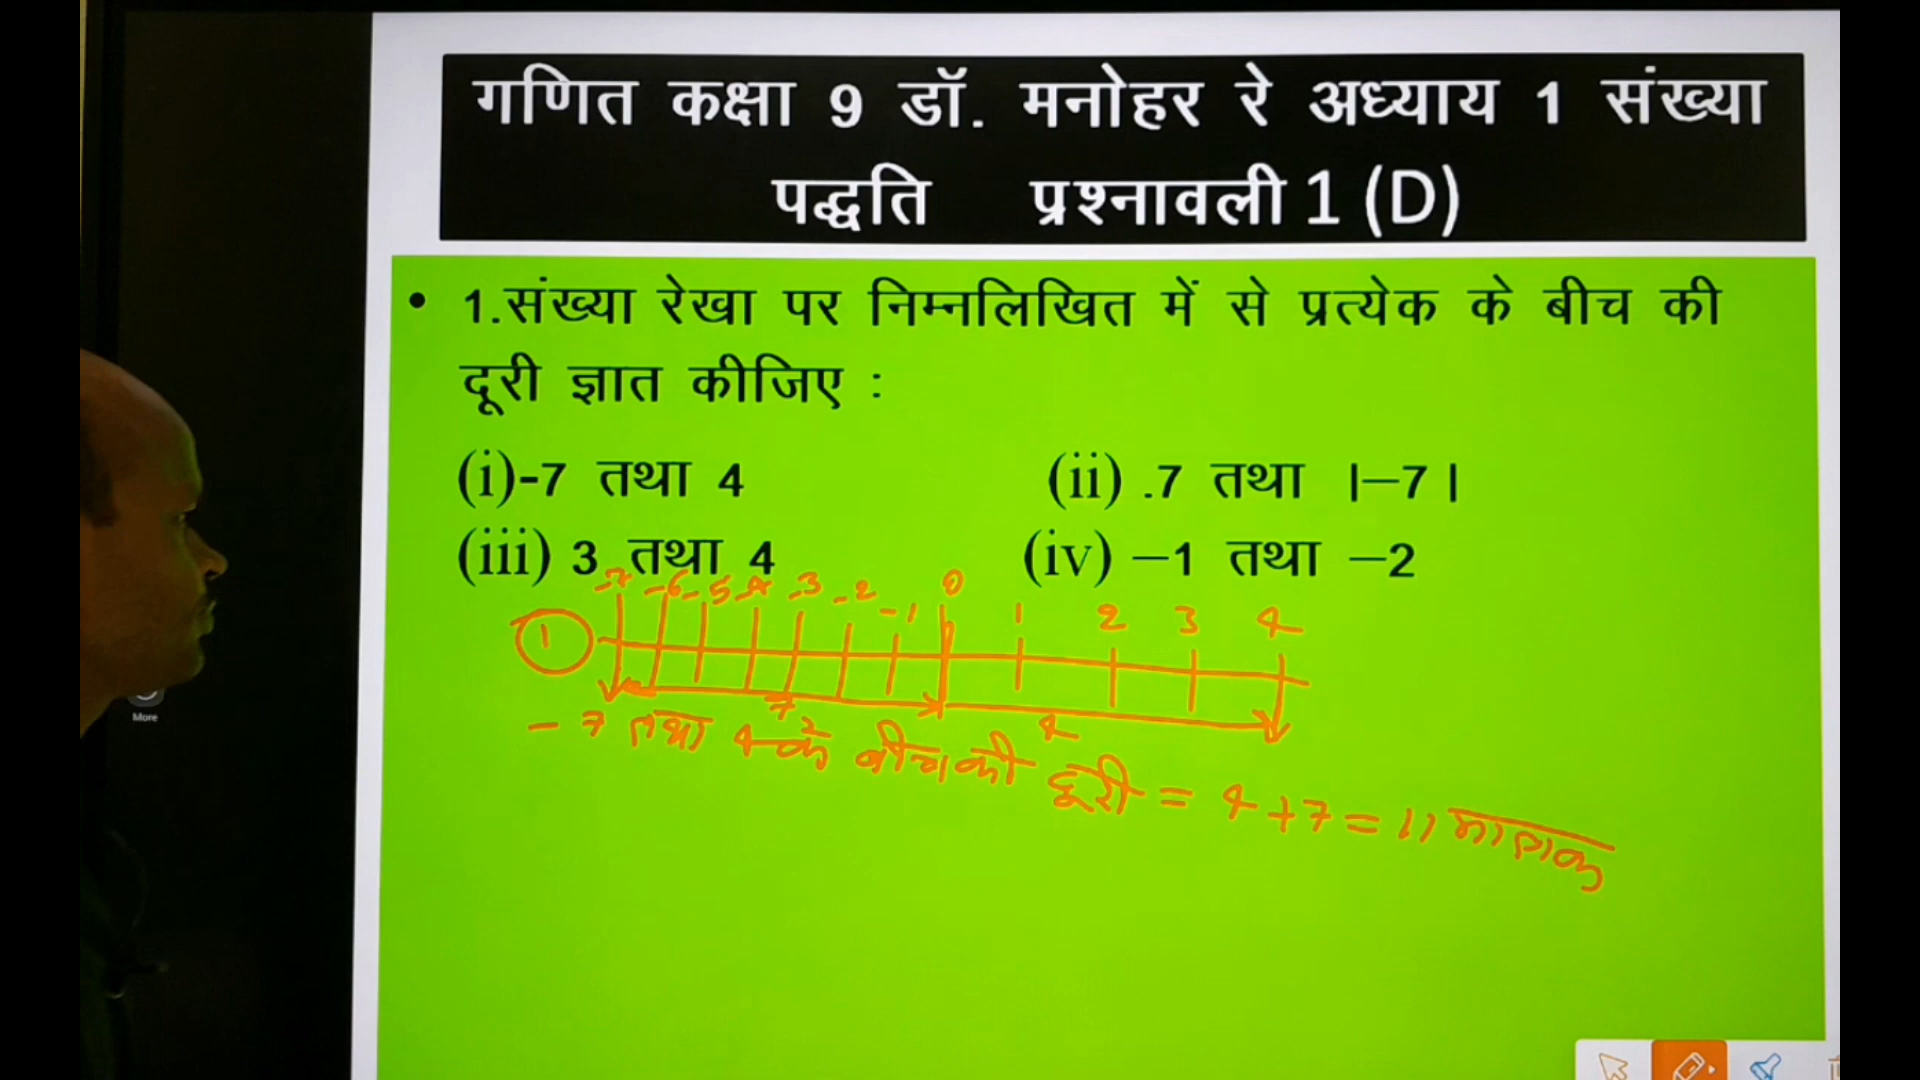 गणित कक्षा 9 डॉ. मनोहर रे अध्याय 1 संख्या
पद्धति प्रश्नावली 1 (D)
• 1.संख्या रेखा पर निम्नलिखित में से प्रत्येक के बीच की
दूरी ज्ञात कीजिए :
(i)-7 तथा 4 (ii) .7 तथा |–7|
(iii) 3 तथा 4 (iv) –1 तथा –2
-7 -6 -5 -4 -3 -2 -1 0 1 2 3 4
1
7 4
-7 तथा 4 के बीच की दूरी = 4+7 = 11 मात्रक
More